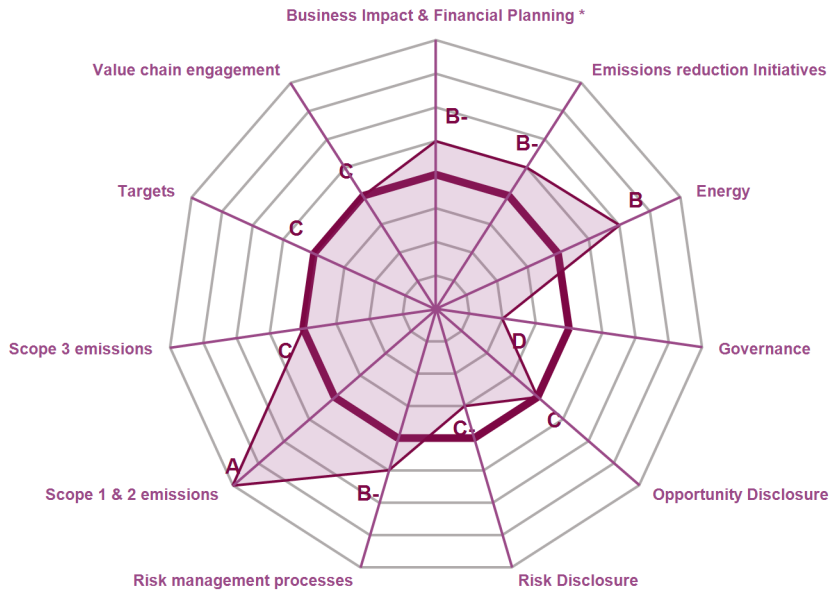 Business Impact & Financial Planning *
Value chain engagement
Emissions reduction Initiatives
B-
B-
C
Targets
Energy
B
C
Scope 3 emissions
Governance
C
D
C
C-
A
Scope 1 & 2 emissions
Opportunity Disclosure
B-
Risk management processes
Risk Disclosure